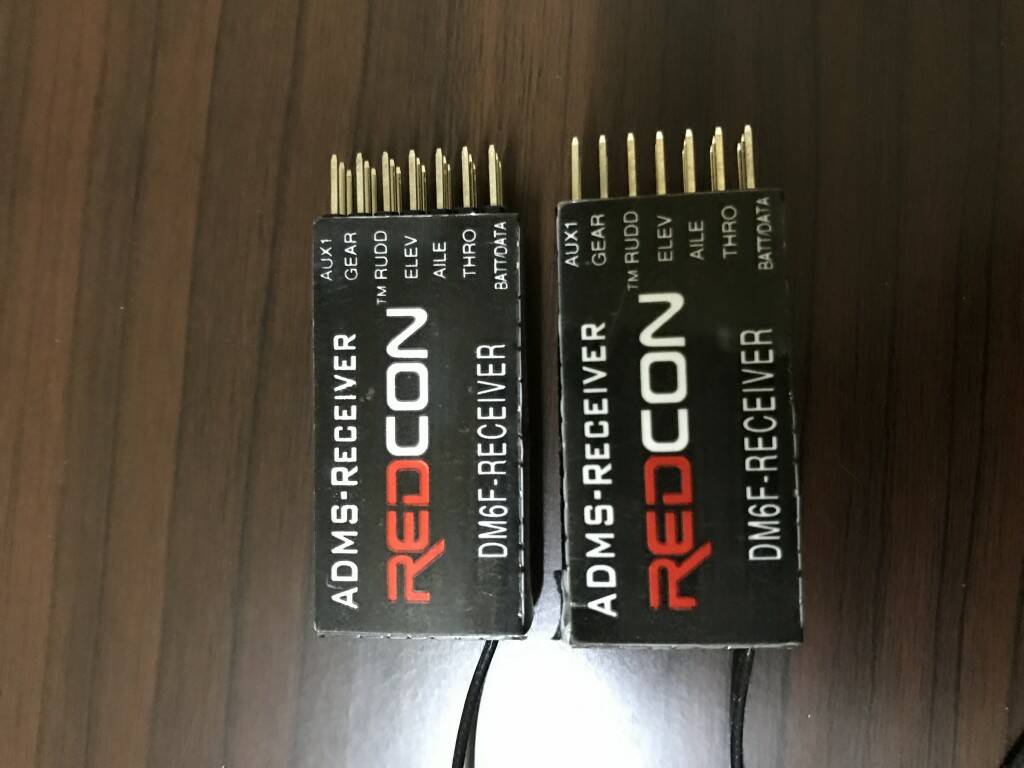 ADMS-RECEIVER
REDCON™
DM6F-RECEIVER
AUX1
GEAR
RUDD
ELEV
AILE
THRO
BATT/DATA
ADMS-RECEIVER
REDCON™
DM6F-RECEIVER
AUX1
GEAR
RUDD
ELEV
AILE
THRO
BATT/DATA